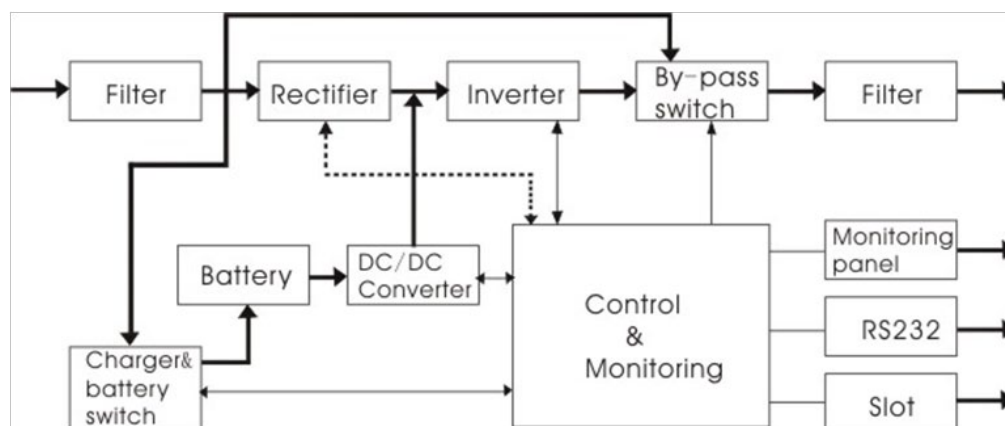 Filter
Rectifier
Inverter
By-pass
switch
Filter
Battery
DC/DC
Converter
Control
&
Monitoring
Monitoring
panel
RS232
Slot
Charger&
battery
switch